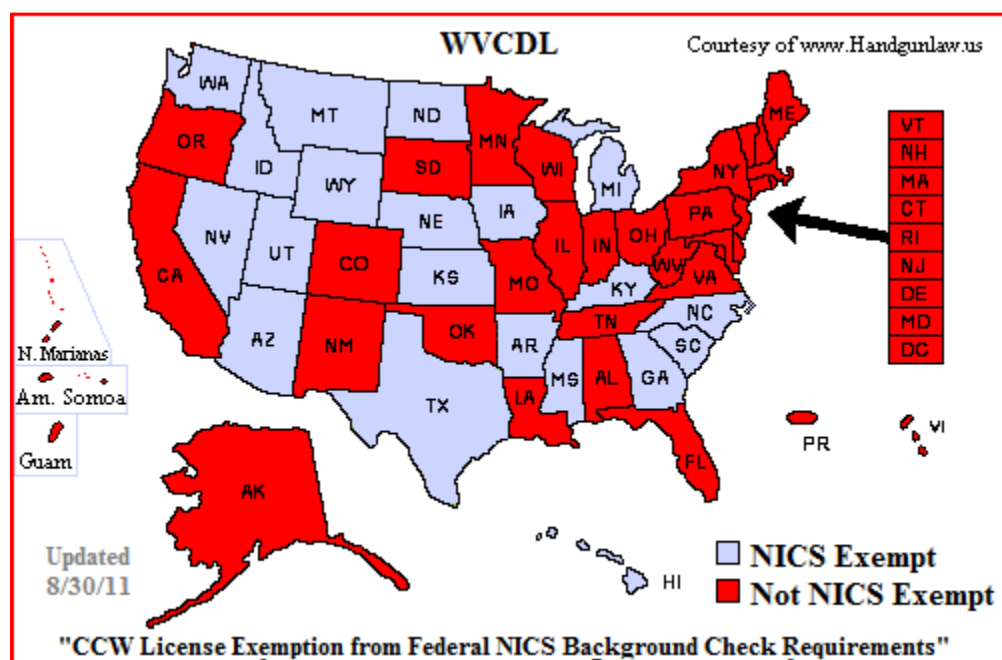 WVCDL
Courtesy of www.Handgunlaw.us
WA
MT
ND
MN
ME
VT
OR
ID
SD
WI
NY
NH
WY
MI
MA
NE
IA
PA
CT
NV
UT
IL
IN
OH
RI
CA
CO
KS
MO
WV
VA
NJ
KY
DE
N. Marianas
AZ
NM
OK
AR
TN
NC
MD
SC
DC
Am. Somoa
TX
LA
MS
AL
GA
Guam
FL
PR
VI
AK
Updated
8/30/11
HI
NICS Exempt
Not NICS Exempt
"CCW License Exemption from Federal NICS Background Check Requirements"